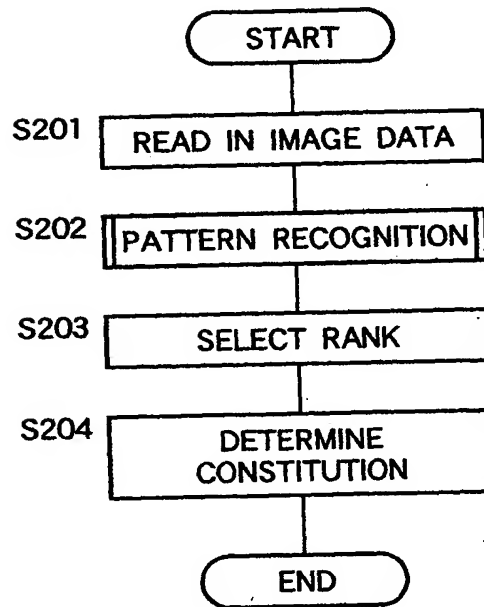 START
S201 READ IN IMAGE DATA
S202 PATTERN RECOGNITION
S203 SELECT RANK
S204 DETERMINE
CONSTITUTION
END